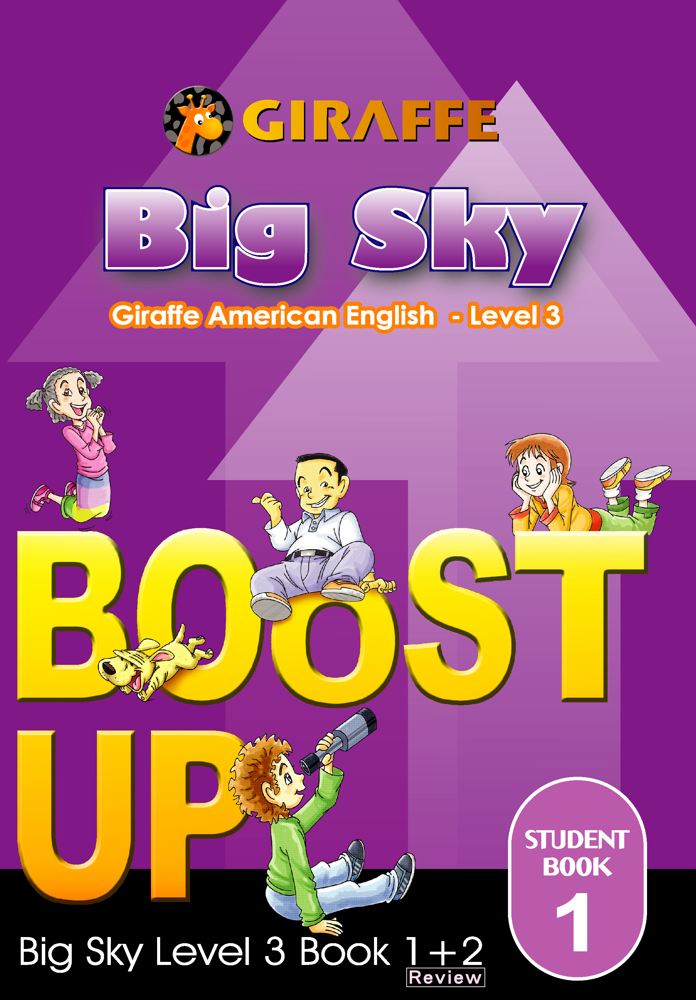 GIRAFFE
Big Sky
Giraffe American English - Level 3
BOOST
UP
STUDENT
BOOK
1
Big Sky Level 3 Book 1+2
Review